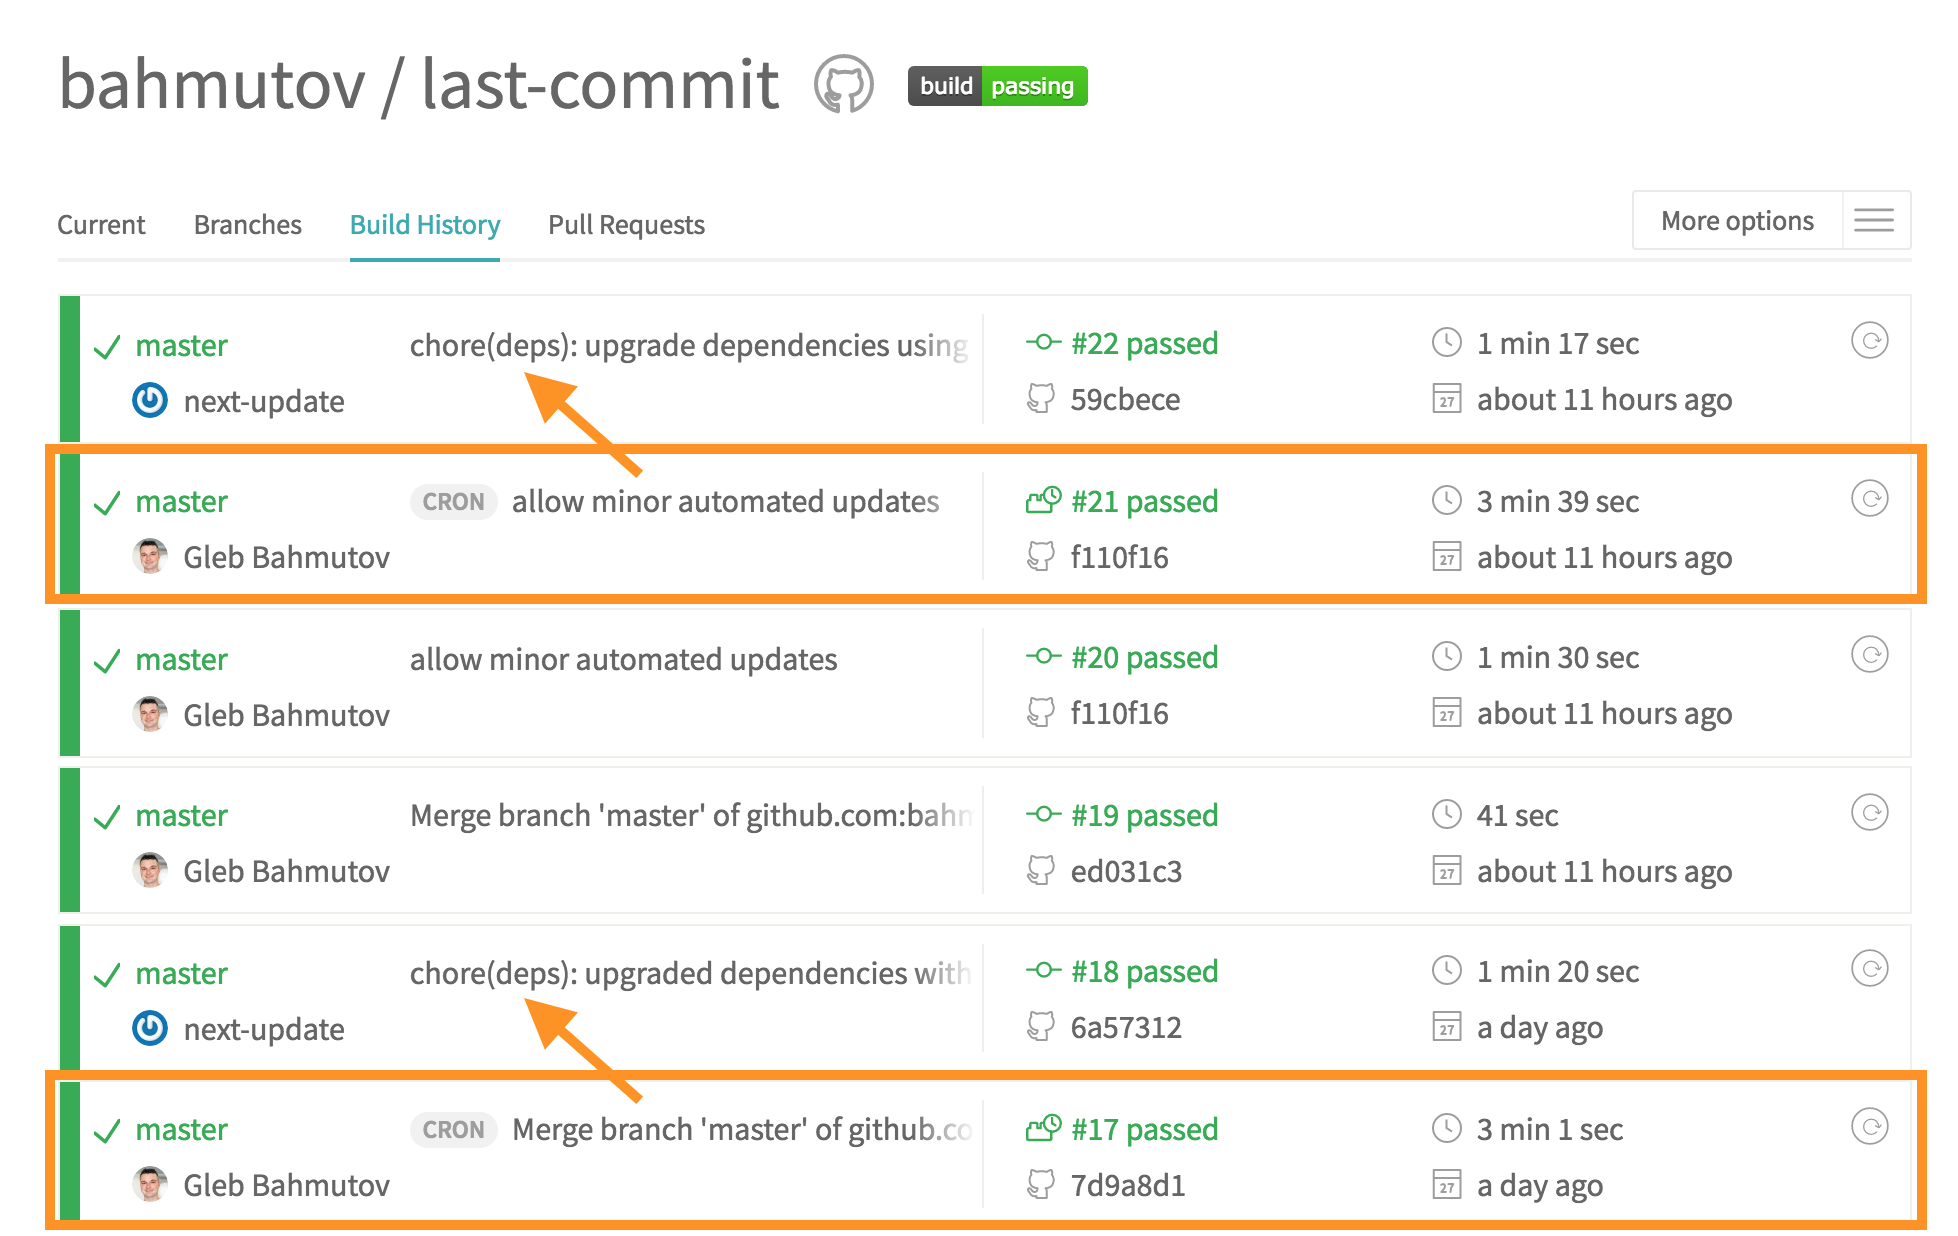 bahmutov / last-commit build passing
Current Branches Build History Pull Requests More options
master chore(deps): upgrade dependencies using #22 passed 1 min 17 sec
next-update 59cbece 27 about 11 hours ago
master CRON allow minor automated updates #21 passed 3 min 39 sec
Gleb Bahmutov f110f16 27 about 11 hours ago
master allow minor automated updates #20 passed 1 min 30 sec
Gleb Bahmutov f110f16 27 about 11 hours ago
master Merge branch 'master' of github.com:bahm #19 passed 41 sec
Gleb Bahmutov ed031c3 27 about 11 hours ago
master chore(deps): upgraded dependencies with #18 passed 1 min 20 sec
next-update 6a57312 27 a day ago
master CRON Merge branch 'master' of github.co #17 passed 3 min 1 sec
Gleb Bahmutov 7d9a8d1 27 a day ago